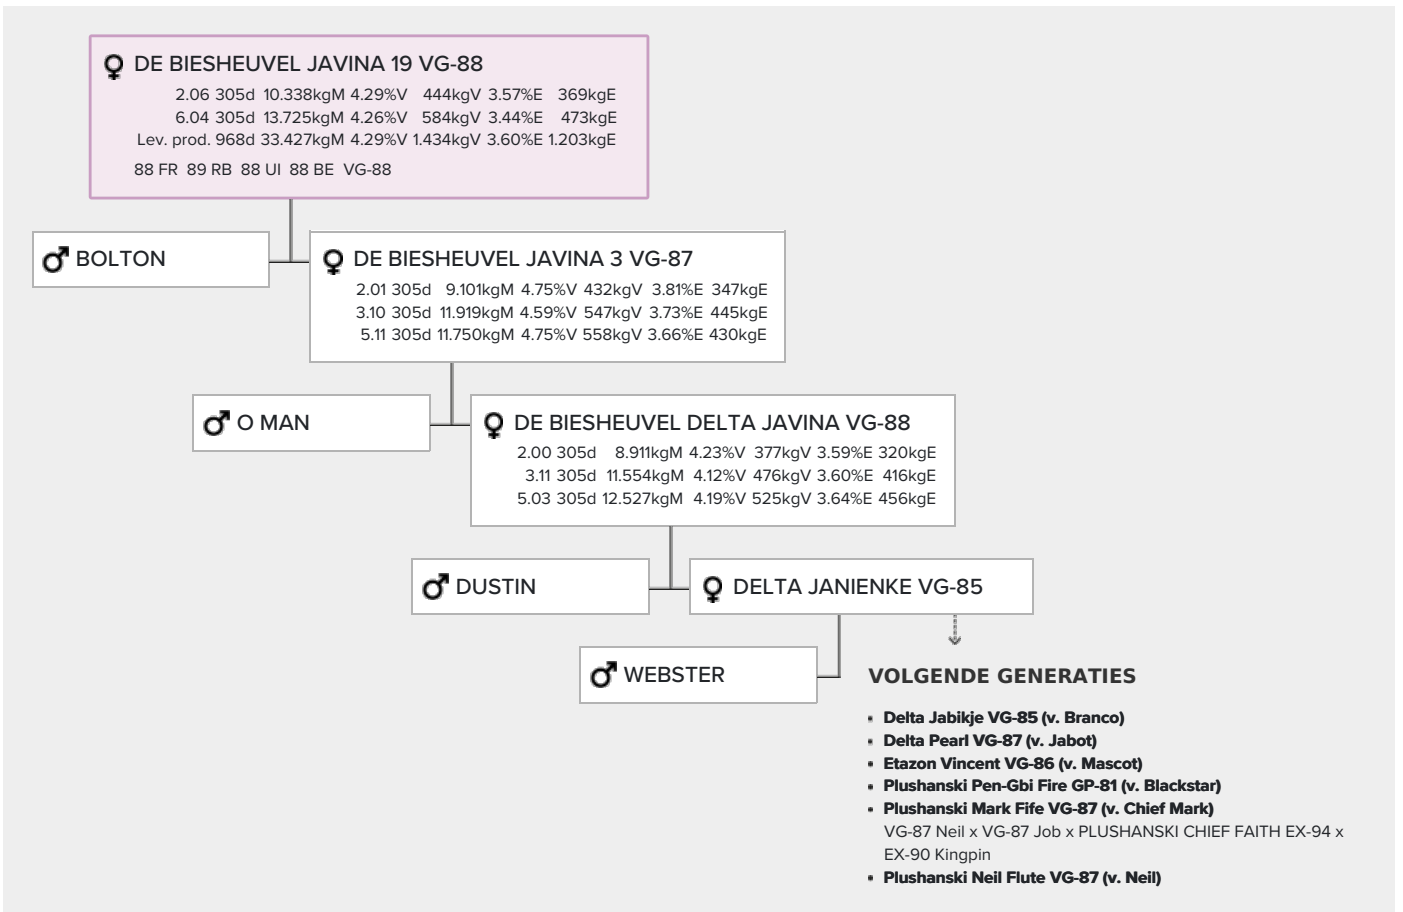 DE BIESHEUVEL JAVINA 19 VG-88
2.06 305d 10.338kgM 4.29%V 444kgV 3.57%E 369kgE
6.04 305d 13.725kgM 4.26%V 584kgV 3.44%E 473kgE
Lev. prod. 968d 33.427kgM 4.29%V 1.434kgV 3.60%E 1.203kgE
88 FR 89 RB 88 UI 88 BE VG-88
BOLTON
DE BIESHEUVEL JAVINA 3 VG-87
2.01 305d 9.101kgM 4.75%V 432kgV 3.81%E 347kgE
3.10 305d 11.919kgM 4.59%V 547kgV 3.73%E 445kgE
5.11 305d 11.750kgM 4.75%V 558kgV 3.66%E 430kgE
O MAN
DE BIESHEUVEL DELTA JAVINA VG-88
2.00 305d 8.911kgM 4.23%V 377kgV 3.59%E 320kgE
3.11 305d 11.554kgM 4.12%V 476kgV 3.60%E 416kgE
5.03 305d 12.527kgM 4.19%V 525kgV 3.64%E 456kgE
DUSTIN
DELTA JANIENKE VG-85
WEBSTER
VOLGENDE GENERATIES
• Delta Jabikje VG-85 (v. Branco)
• Delta Pearl VG-87 (v. Jabot)
• Etazon Vincent VG-86 (v. Mascot)
• Plushanski Pen-Gbi Fire GP-81 (v. Blackstar)
• Plushanski Mark Fife VG-87 (v. Chief Mark)
VG-87 Neil x VG-87 Job x PLUSHANSKI CHIEF FAITH EX-94 x
EX-90 Kingpin
• Plushanski Neil Flute VG-87 (v. Neil)